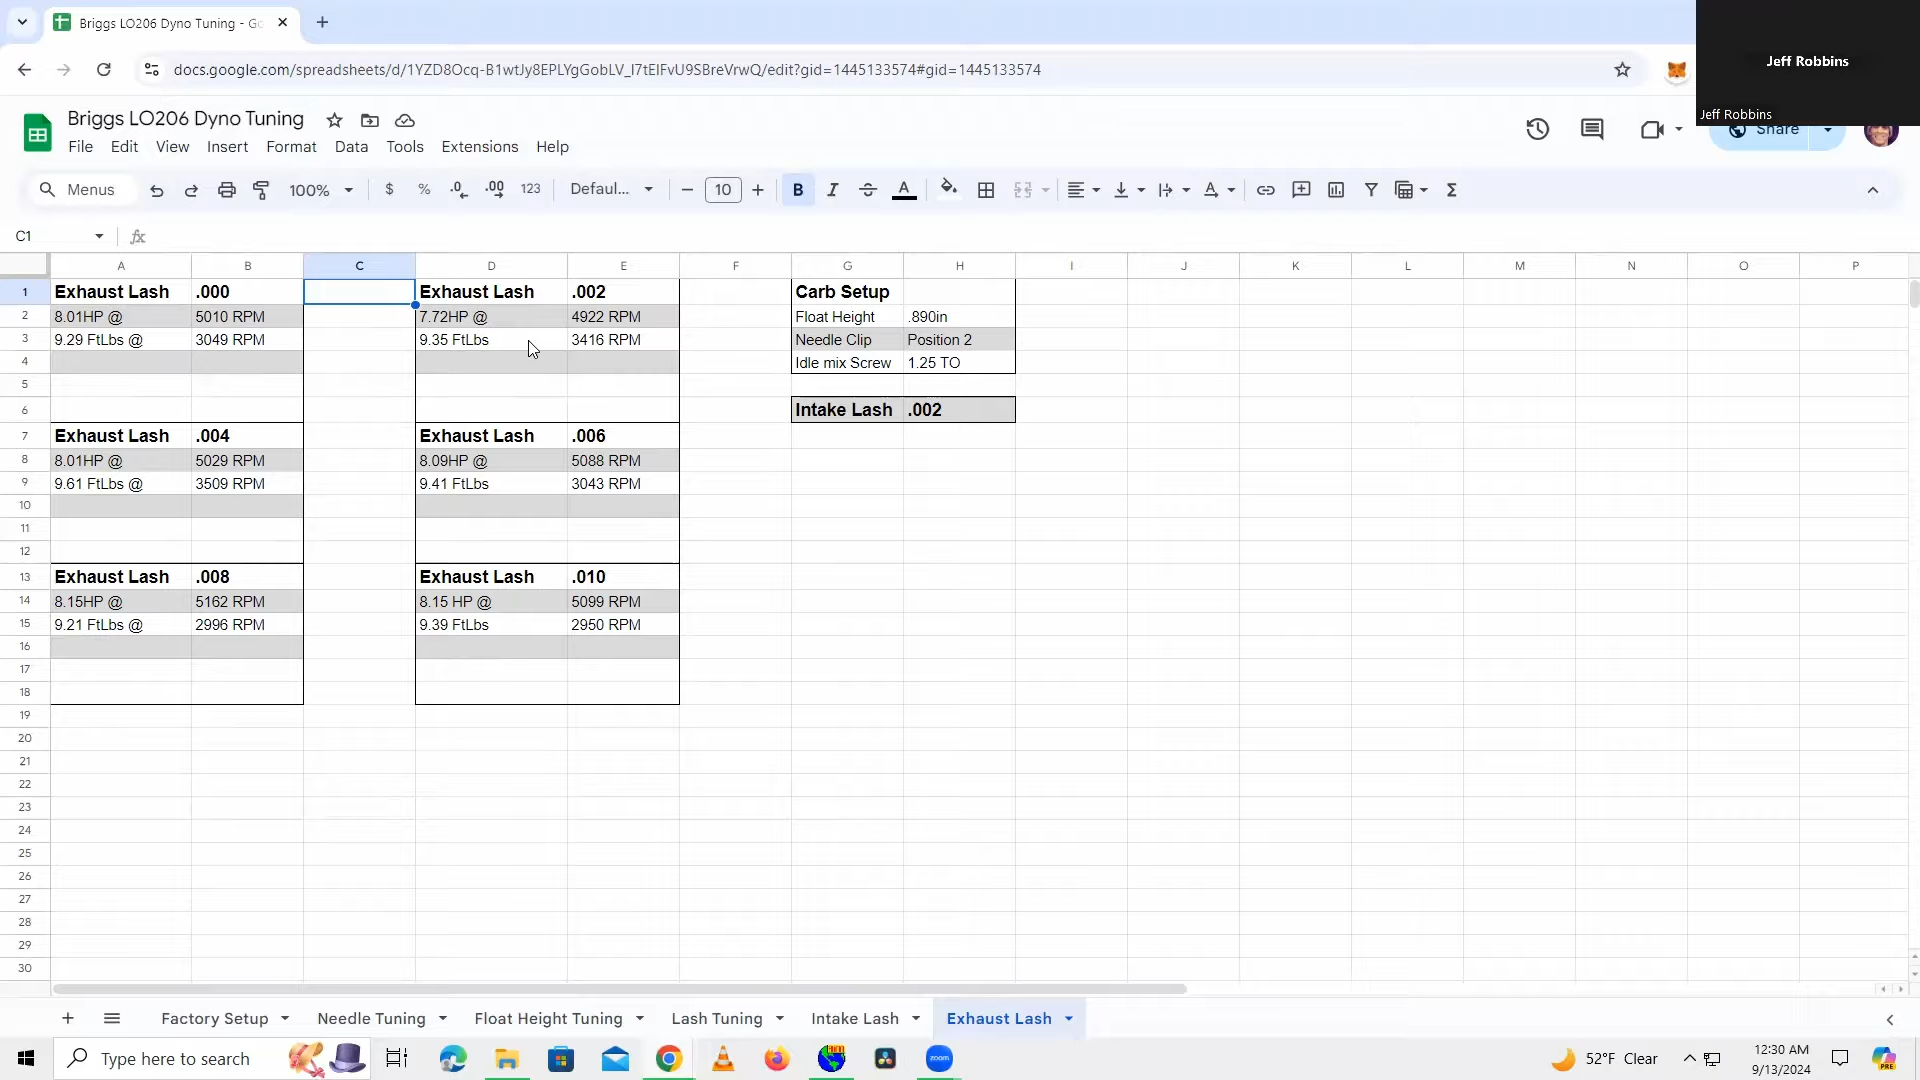 Briggs LO206 Dyno Tuning - Go
docs.google.com/spreadsheets/d/1YZD8Ocq-B1wtJy8EPLYgGobLV_I7tEIFvU9SBreVrwQ/edit?gid=1445133574#gid=1445133574
Jeff Robbins
Jeff Robbins
Briggs LO206 Dyno Tuning
File Edit View Insert Format Data Tools Extensions Help
Share
Menus 100% $ % .0 .00 123 Defaul... 10 B I S A A Σ
C1 fx
A B C D E F G H I J K L M N O P
1 Exhaust Lash .000 Exhaust Lash .002 Carb Setup
2 8.01HP @ 5010 RPM 7.72HP @ 4922 RPM Float Height .890in
3 9.29 FtLbs @ 3049 RPM 9.35 FtLbs 3416 RPM Needle Clip Position 2
4 Idle mix Screw 1.25 TO
5
6 Intake Lash .002
7 Exhaust Lash .004 Exhaust Lash .006
8 8.01HP @ 5029 RPM 8.09HP @ 5088 RPM
9 9.61 FtLbs @ 3509 RPM 9.41 FtLbs 3043 RPM
10
11
12
13 Exhaust Lash .008 Exhaust Lash .010
14 8.15HP @ 5162 RPM 8.15 HP @ 5099 RPM
15 9.21 FtLbs @ 2996 RPM 9.39 FtLbs 2950 RPM
16
17
18
19
20
21
22
23
24
25
26
27
28
29
30
Factory Setup Needle Tuning Float Height Tuning Lash Tuning Intake Lash Exhaust Lash
Type here to search zoom 52°F Clear 12:30 AM PRE
9/13/2024